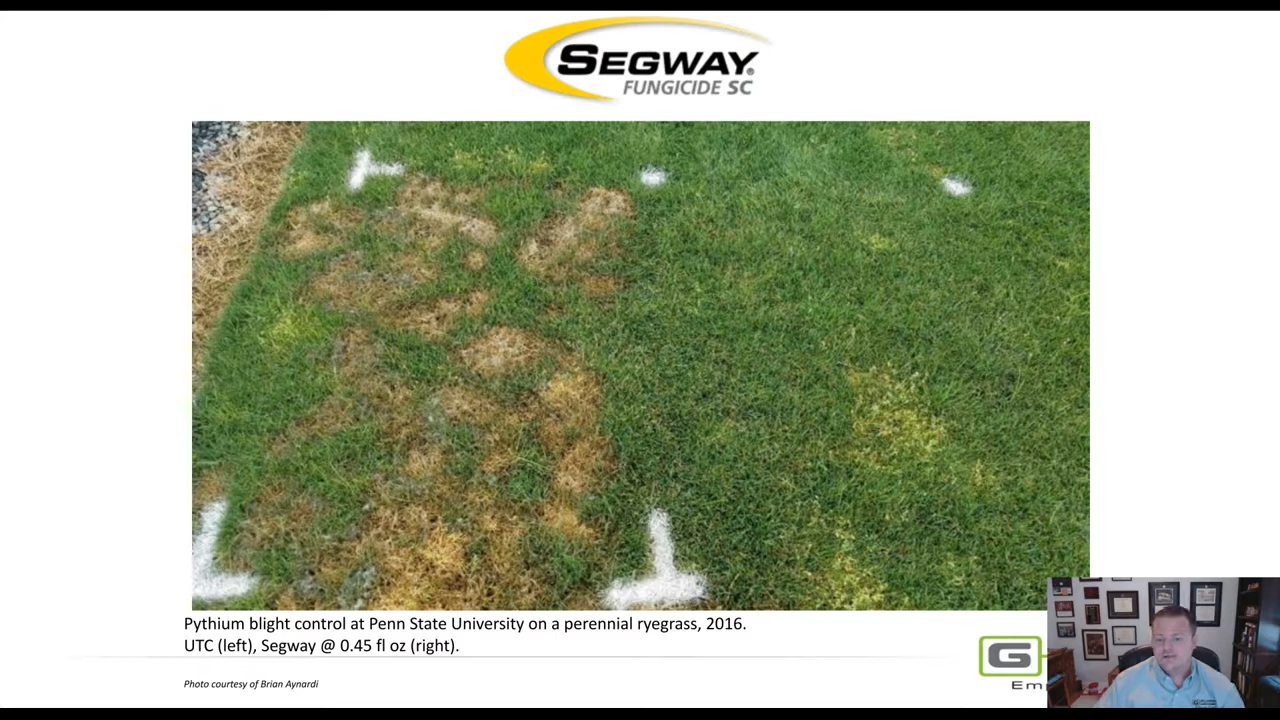 SEGWAY®
FUNGICIDE SC
Pythium blight control at Penn State University on a perennial ryegrass, 2016.
UTC (left), Segway @ 0.45 fl oz (right).
G
Em
Photo courtesy of Brian Aynardi